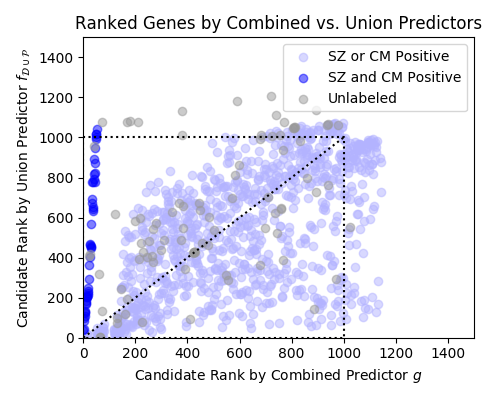 Ranked Genes by Combined vs. Union Predictors
Candidate Rank by Union Predictor f_{D∪P}
1400
1200
1000
800
600
400
200
0
SZ or CM Positive
SZ and CM Positive
Unlabeled
0 200 400 600 800 1000 1200 1400
Candidate Rank by Combined Predictor g